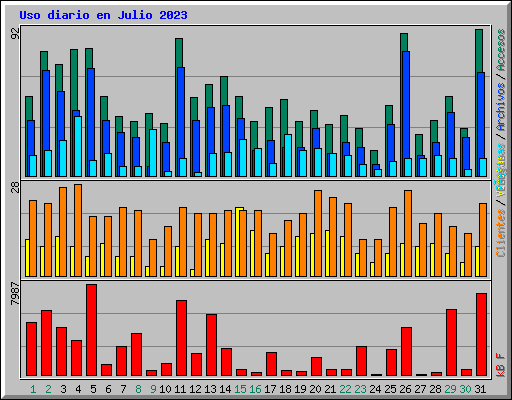 Uso diario en Julio 2023
92
28
7987
Accesos
/ Archivos /
Clientes /
kB F
1 2 3 4 5 6 7 8 9 10 11 12 13 14 15 16 17 18 19 20 21 22 23 24 25 26 27 28 29 30 31